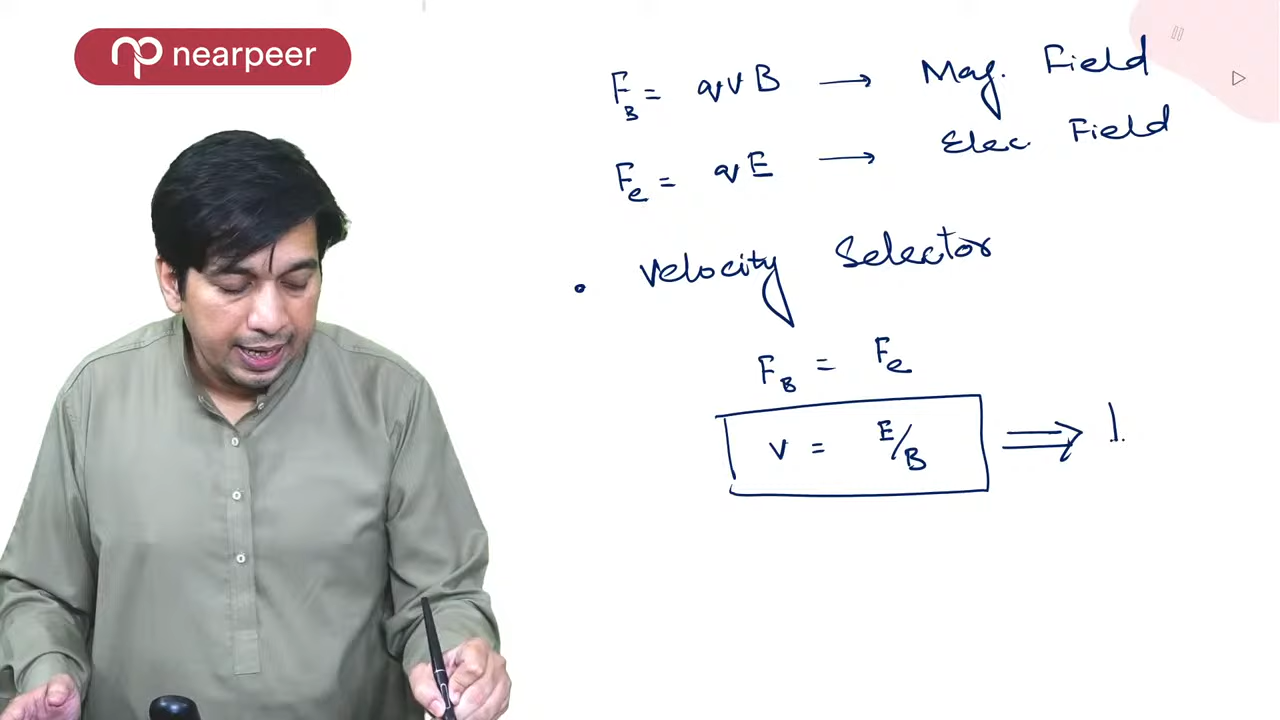 nearpeer
F_B = qvB → Mag. Field
F_e = qE → Elec. Field
• Velocity Selector
F_B = F_e
v = E/B ⇒